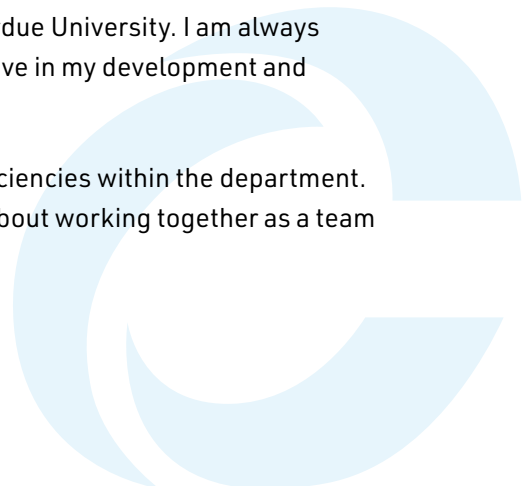 due University. I am always
ve in my development and
ciencies within the department.
bout working together as a team